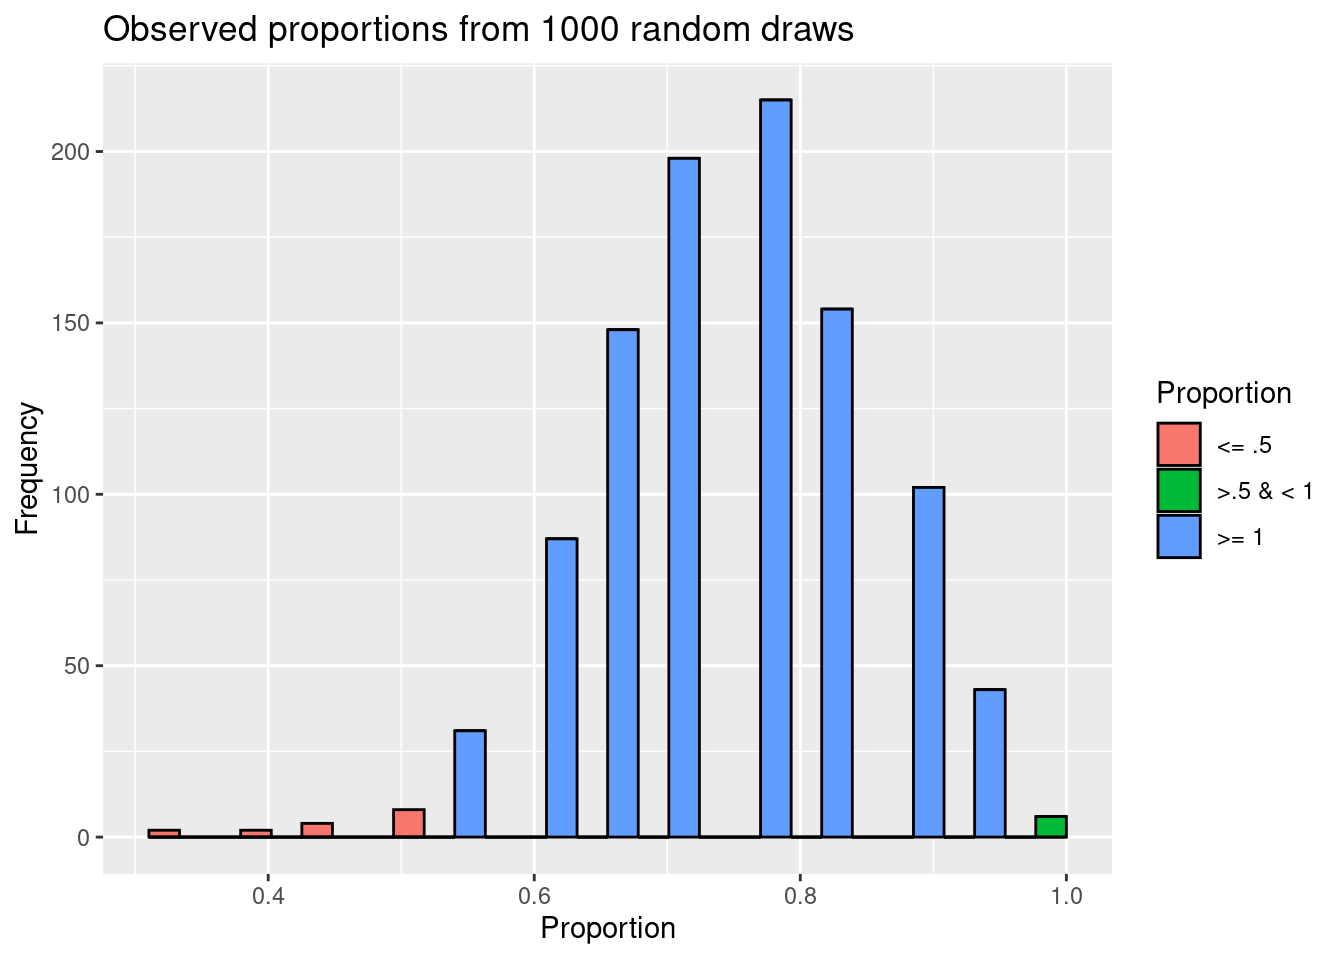 Observed proportions from 1000 random draws
200
150
100
50
0
Frequency
0.4 0.6 0.8 1.0
Proportion
Proportion
<= .5
>.5 & < 1
>= 1